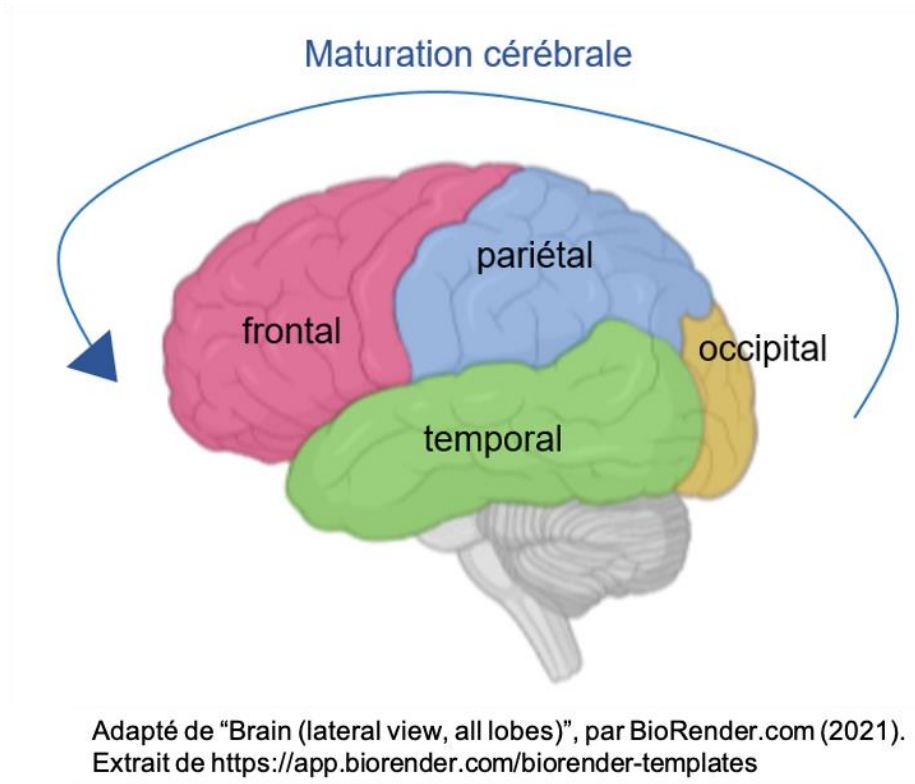 Maturation cérébrale
pariétal
frontal
occipital
temporal
Adapté de “Brain (lateral view, all lobes)”, par BioRender.com (2021).
Extrait de https://app.biorender.com/biorender-templates